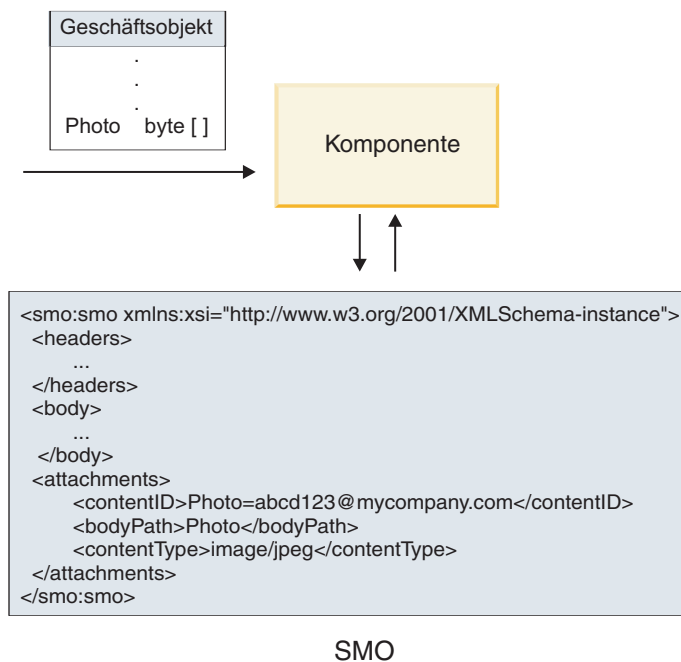 Geschäftsobjekt
.
.
.
Photo byte [ ]
Komponente
<smo:smo xmlns:xsi="http://www.w3.org/2001/XMLSchema-instance">
<headers>
...
</headers>
<body>
...
</body>
<attachments>
<contentID>Photo=abcd123@mycompany.com</contentID>
<bodyPath>Photo</bodyPath>
<contentType>image/jpeg</contentType>
</attachments>
</smo:smo>
SMO